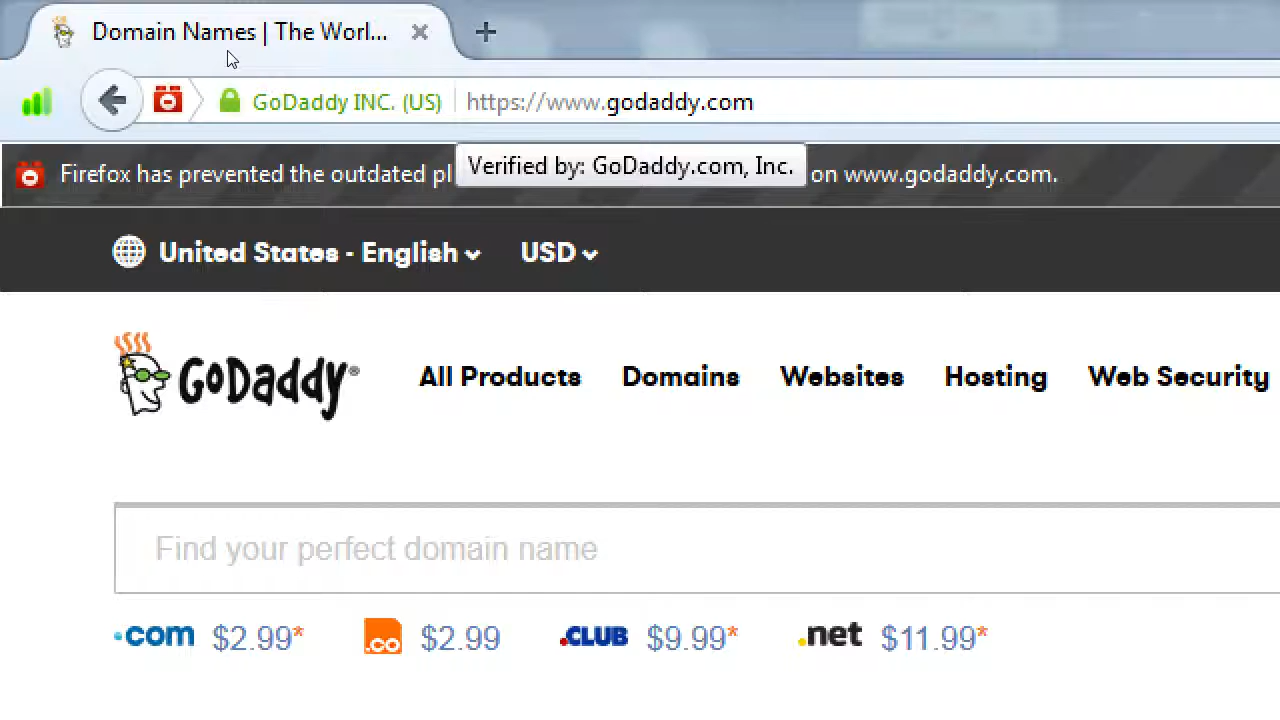 Domain Names | The Worl...
GoDaddy INC. (US) https://www.godaddy.com
Verified by: GoDaddy.com, Inc.
Firefox has prevented the outdated pl on www.godaddy.com.
United States - English USD
GoDaddy® All Products Domains Websites Hosting Web Security
Find your perfect domain name
.com $2.99* .co $2.99 .CLUB $9.99* .net $11.99*